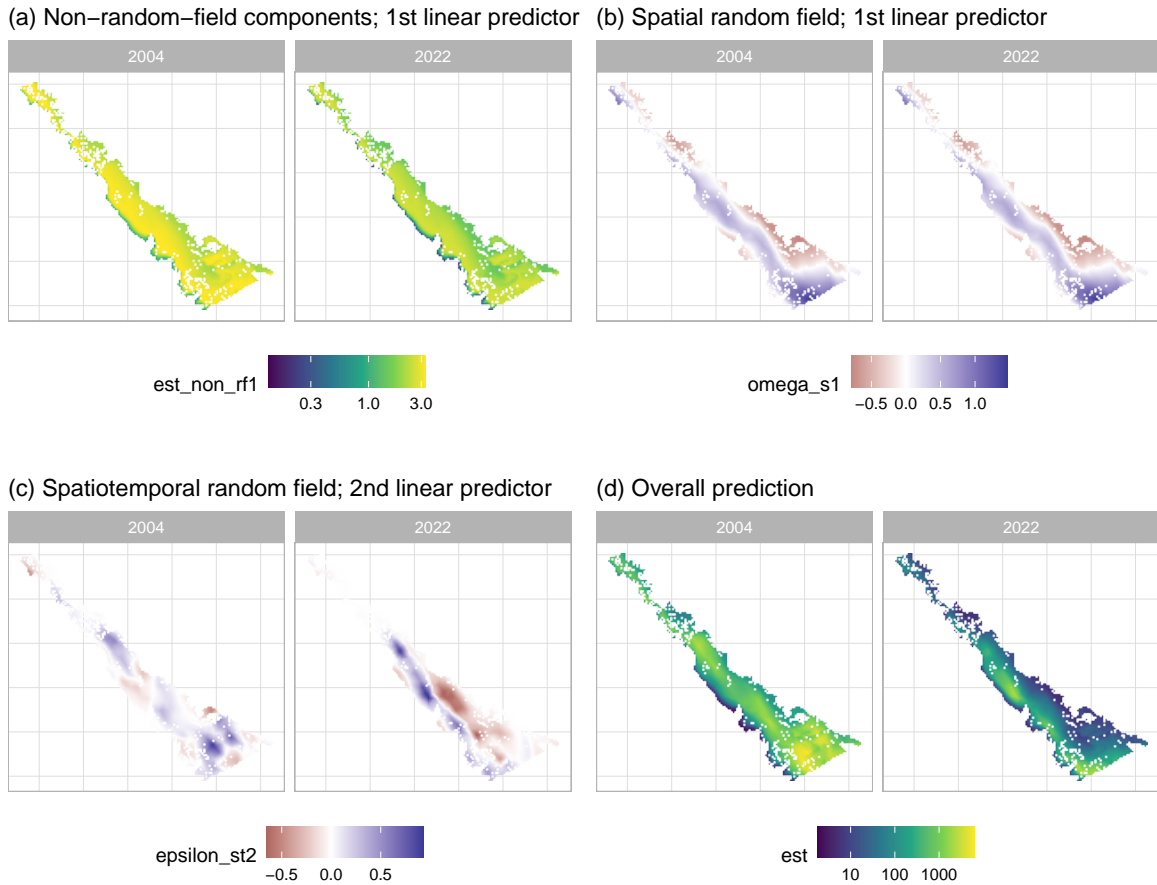 (a) Non−random−field components; 1st linear predictor
(b) Spatial random field; 1st linear predictor
2004
2022
2004
2022
est_non_rf1
0.3
1.0
3.0
omega_s1
−0.5
0.0
0.5
1.0
(c) Spatiotemporal random field; 2nd linear predictor
(d) Overall prediction
2004
2022
2004
2022
epsilon_st2
−0.5
0.0
0.5
est
10
100
1000